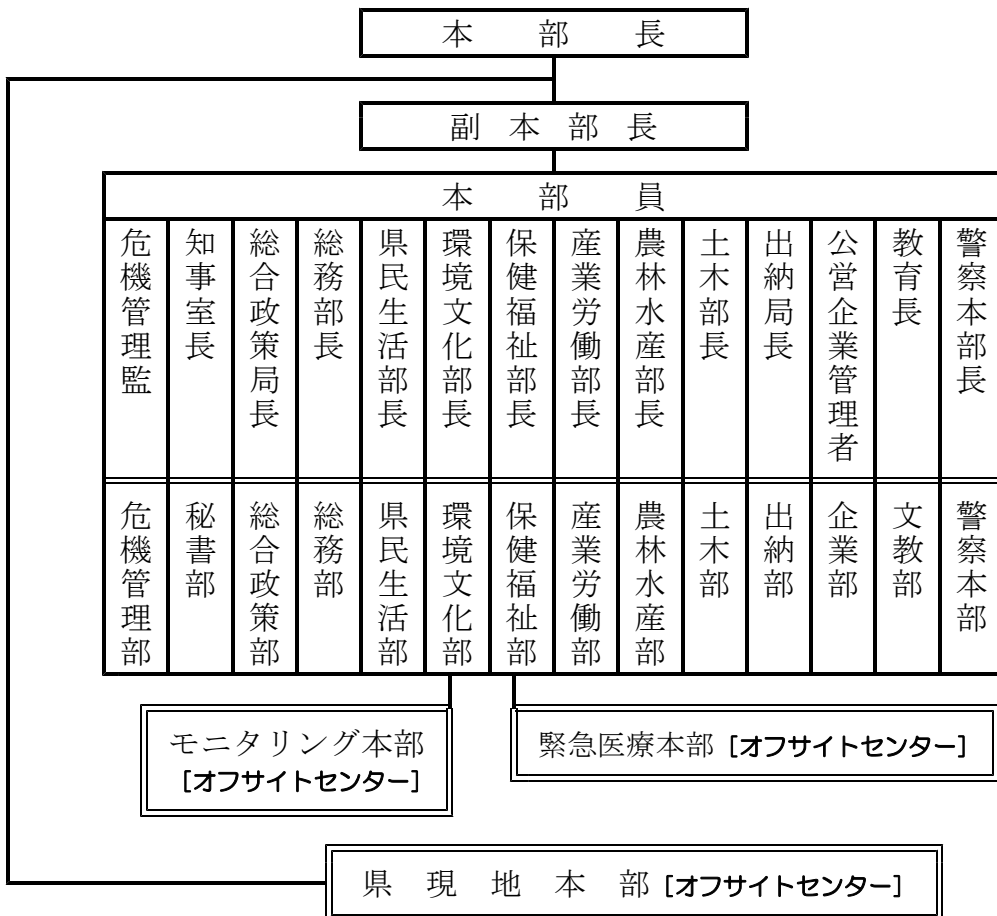 本部長
副本部長
本部員
危機管理監
知事室長
総合政策局長
総務部長
県民生活部長
環境文化部長
保健福祉部長
産業労働部長
農林水産部長
土木部長
出納局長
公営企業管理者
教育長
警察本部長
危機管理部
秘書部
総合政策部
総務部
県民生活部
環境文化部
保健福祉部
産業労働部
農林水産部
土木部
出納部
企業部
文教部
警察本部
モニタリング本部
[オフサイトセンター]
緊急医療本部 [オフサイトセンター]
県現地本部 [オフサイトセンター]